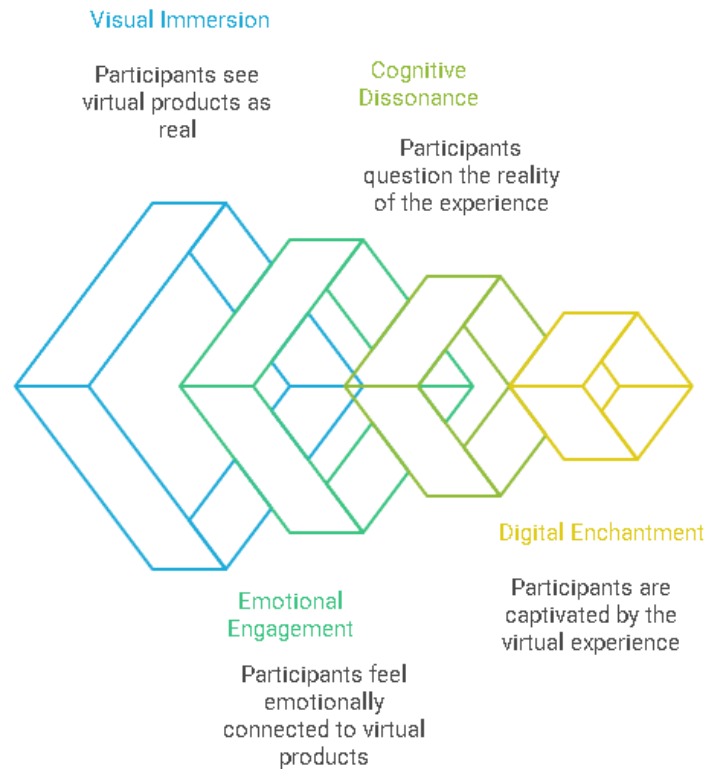 Visual Immersion
Participants see
virtual products as
real
Cognitive
Dissonance
Participants
question the reality
of the experience
Emotional
Engagement
Participants feel
emotionally
connected to virtual
products
Digital Enchantment
Participants are
captivated by the
virtual experience